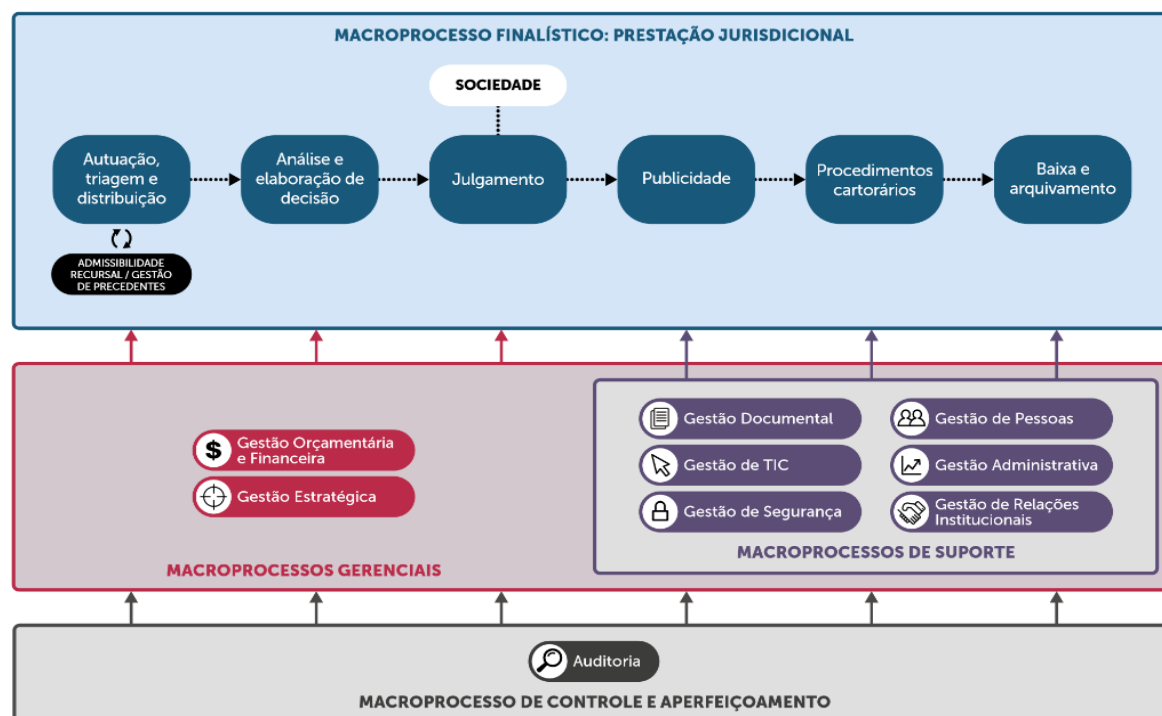 MACROPROCESSO FINALÍSTICO: PRESTAÇÃO JURISDICIONAL
SOCIEDADE
Autuação,
triagem e
distribuição
Análise e
elaboração de
decisão
Julgamento
Publicidade
Procedimentos
cartorários
Baixa e
arquivamento
ADMISSIBILIDADE
RECURSAL / GESTÃO
DE PRECEDENTES
$
Gestão Orçamentária
e Financeira
Gestão Estratégica
MACROPROCESSOS GERENCIAIS
Gestão Documental
Gestão de TIC
Gestão de Segurança
Gestão de Pessoas
Gestão Administrativa
Gestão de Relações
Institucionais
MACROPROCESSOS DE SUPORTE
Auditoria
MACROPROCESSO DE CONTROLE E APERFEIÇOAMENTO